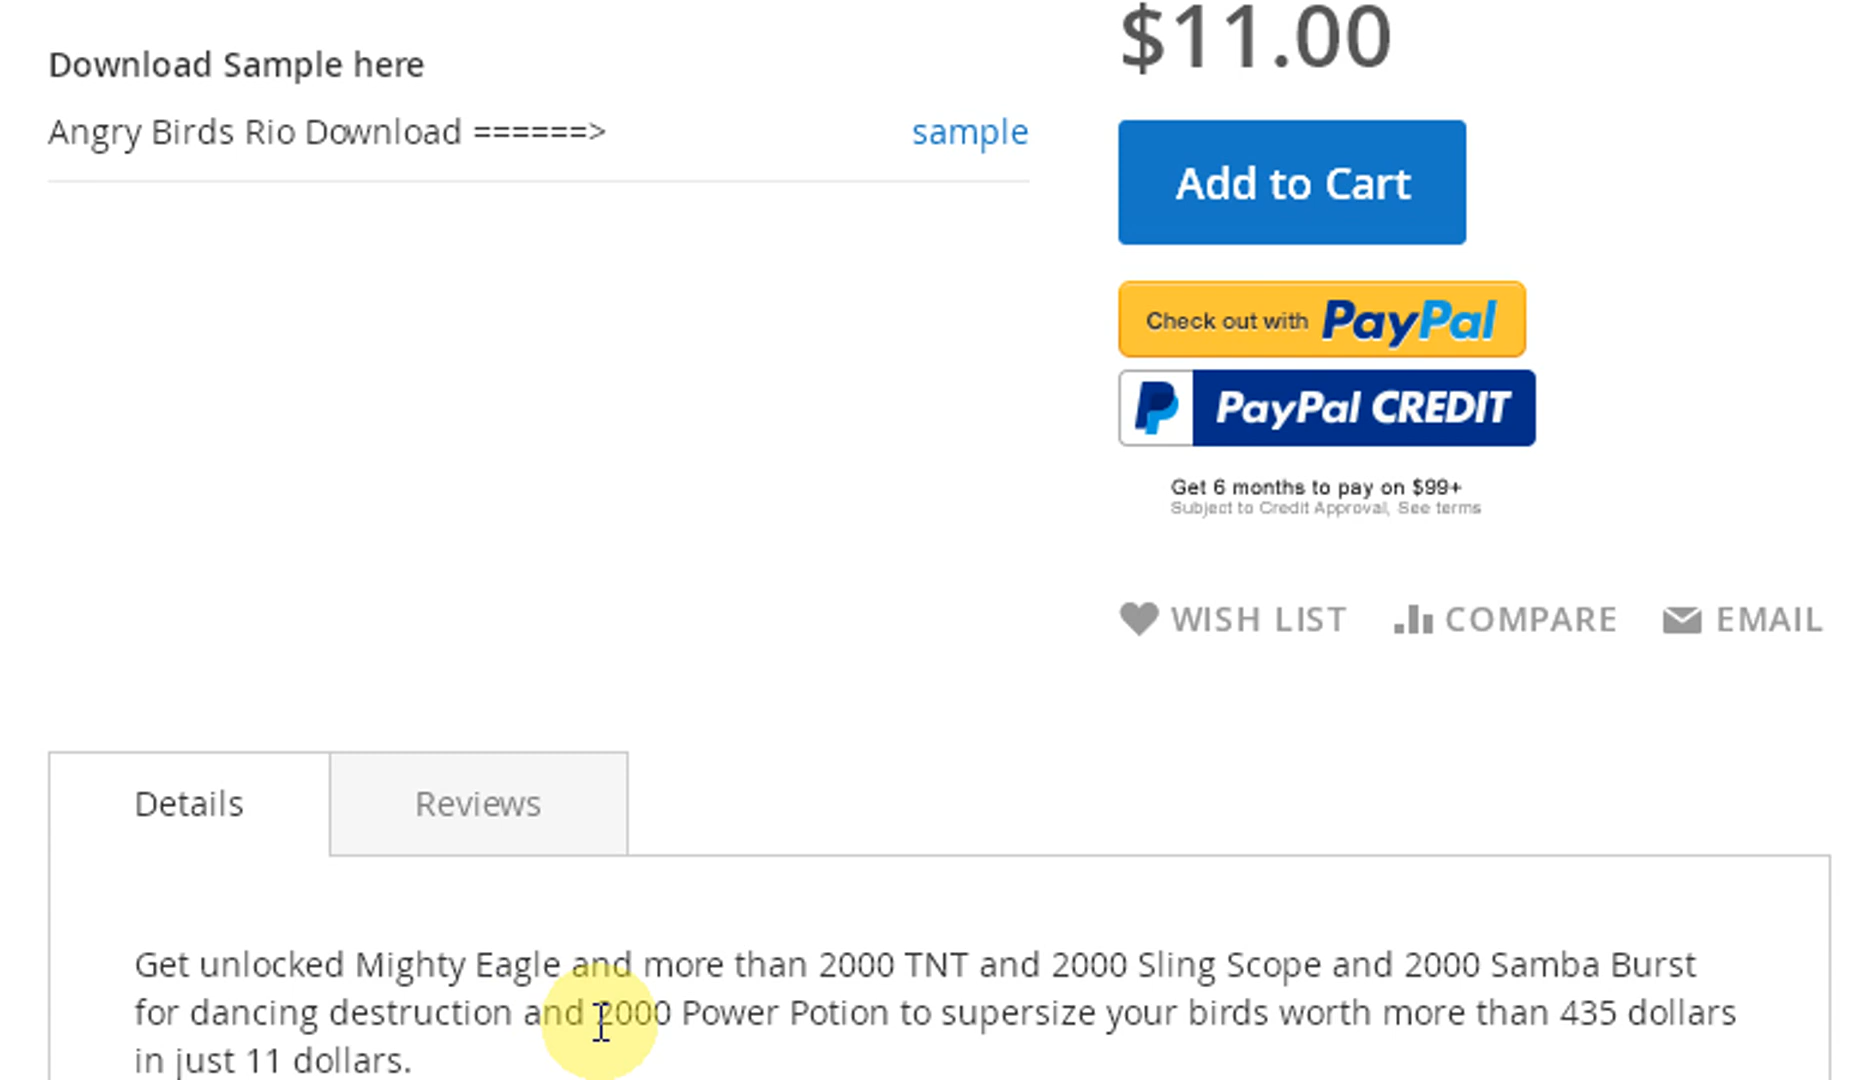 $11.00
Download Sample here
Angry Birds Rio Download ======> sample
Add to Cart
Check out with PayPal
PayPal CREDIT
Get 6 months to pay on $99+
Subject to Credit Approval, See terms
WISH LIST COMPARE EMAIL
Details Reviews
Get unlocked Mighty Eagle and more than 2000 TNT and 2000 Sling Scope and 2000 Samba Burst
for dancing destruction and 2000 Power Potion to supersize your birds worth more than 435 dollars
in just 11 dollars.